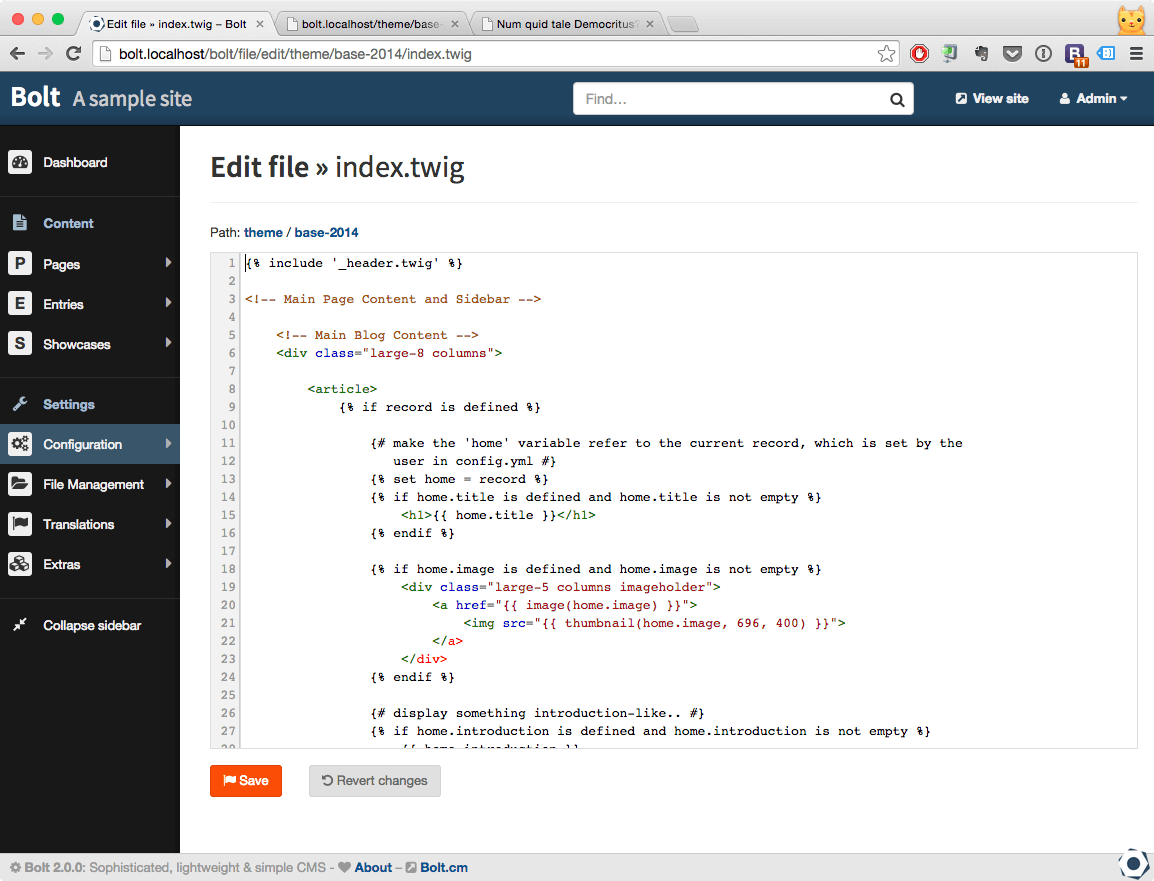 Edit file » index.twig – Bolt
bolt.localhost/theme/base-
Num quid tale Democritus?
bolt.localhost/bolt/file/edit/theme/base-2014/index.twig
11
Bolt A sample site
Find...
View site
Admin
Dashboard
Content
P Pages
E Entries
S Showcases
Settings
Configuration
File Management
Translations
Extras
Collapse sidebar
Edit file » index.twig
Path: theme / base-2014
1 {% include '_header.twig' %}
2
3 <!-- Main Page Content and Sidebar -->
4
5 <!-- Main Blog Content -->
6 <div class="large-8 columns">
7
8 <article>
9 {% if record is defined %}
10
11 {# make the 'home' variable refer to the current record, which is set by the
12 user in config.yml #}
13 {% set home = record %}
14 {% if home.title is defined and home.title is not empty %}
15 <h1>{{ home.title }}</h1>
16 {% endif %}
17
18 {% if home.image is defined and home.image is not empty %}
19 <div class="large-5 columns imageholder">
20 <a href="{{ image(home.image) }}">
21 <img src="{{ thumbnail(home.image, 696, 400) }}">
22 </a>
23 </div>
24 {% endif %}
25
26 {# display something introduction-like.. #}
27 {% if home.introduction is defined and home.introduction is not empty %}
28 {{ home.introduction }}
Save
Revert changes
Bolt 2.0.0: Sophisticated, lightweight & simple CMS - About – Bolt.cm